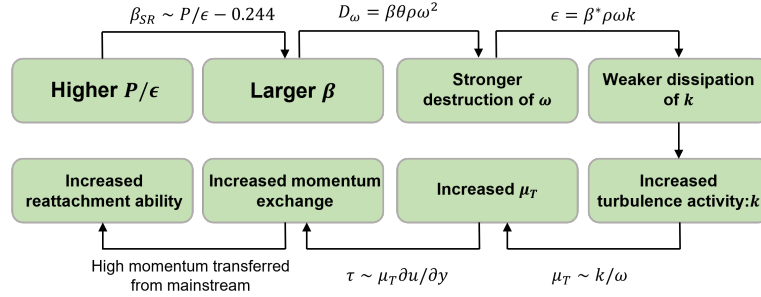 β_SR ~ P/ϵ − 0.244
D_ω = βθρω²
ϵ = β*ρωk
Higher P/ϵ
Larger β
Stronger
destruction of ω
Weaker dissipation
of k
Increased
reattachment ability
Increased momentum
exchange
Increased μ_T
Increased
turbulence activity:k
High momentum transferred
from mainstream
τ ~ μ_T ∂u/∂y
μ_T ~ k/ω